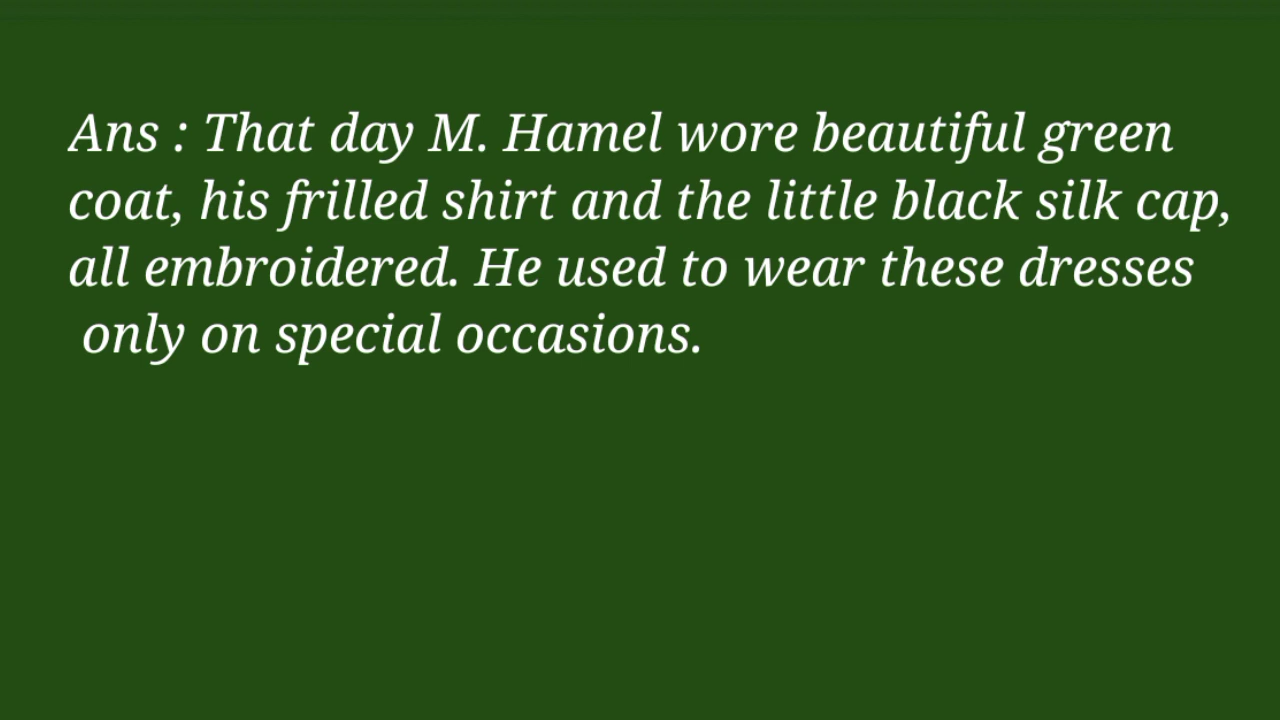 Ans : That day M. Hamel wore beautiful green
coat, his frilled shirt and the little black silk cap,
all embroidered. He used to wear these dresses
only on special occasions.